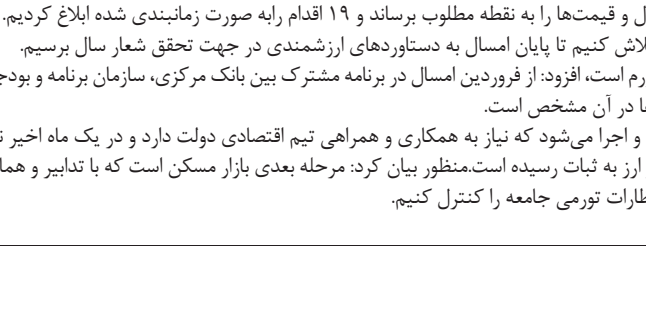 ل و قیمت‌ها را به نقطه مطلوب برساند و ۱۹ اقدام رابه صورت زمانبندی شده ابلاغ کردیم.
لاش کنیم تا پایان امسال به دستاوردهای ارزشمندی در جهت تحقق شعار سال برسیم.
رم است، افزود: از فروردین امسال در برنامه مشترک بین بانک مرکزی، سازمان برنامه و بودج
ها در آن مشخص است.
و اجرا می‌شود که نیاز به همکاری و همراهی تیم اقتصادی دولت دارد و در یک ماه اخیر ن
ارز به ثبات رسیده است.منظور بیان کرد: مرحله بعدی بازار مسکن است که با تدابیر و هما
ظارات تورمی جامعه را کنترل کنیم.